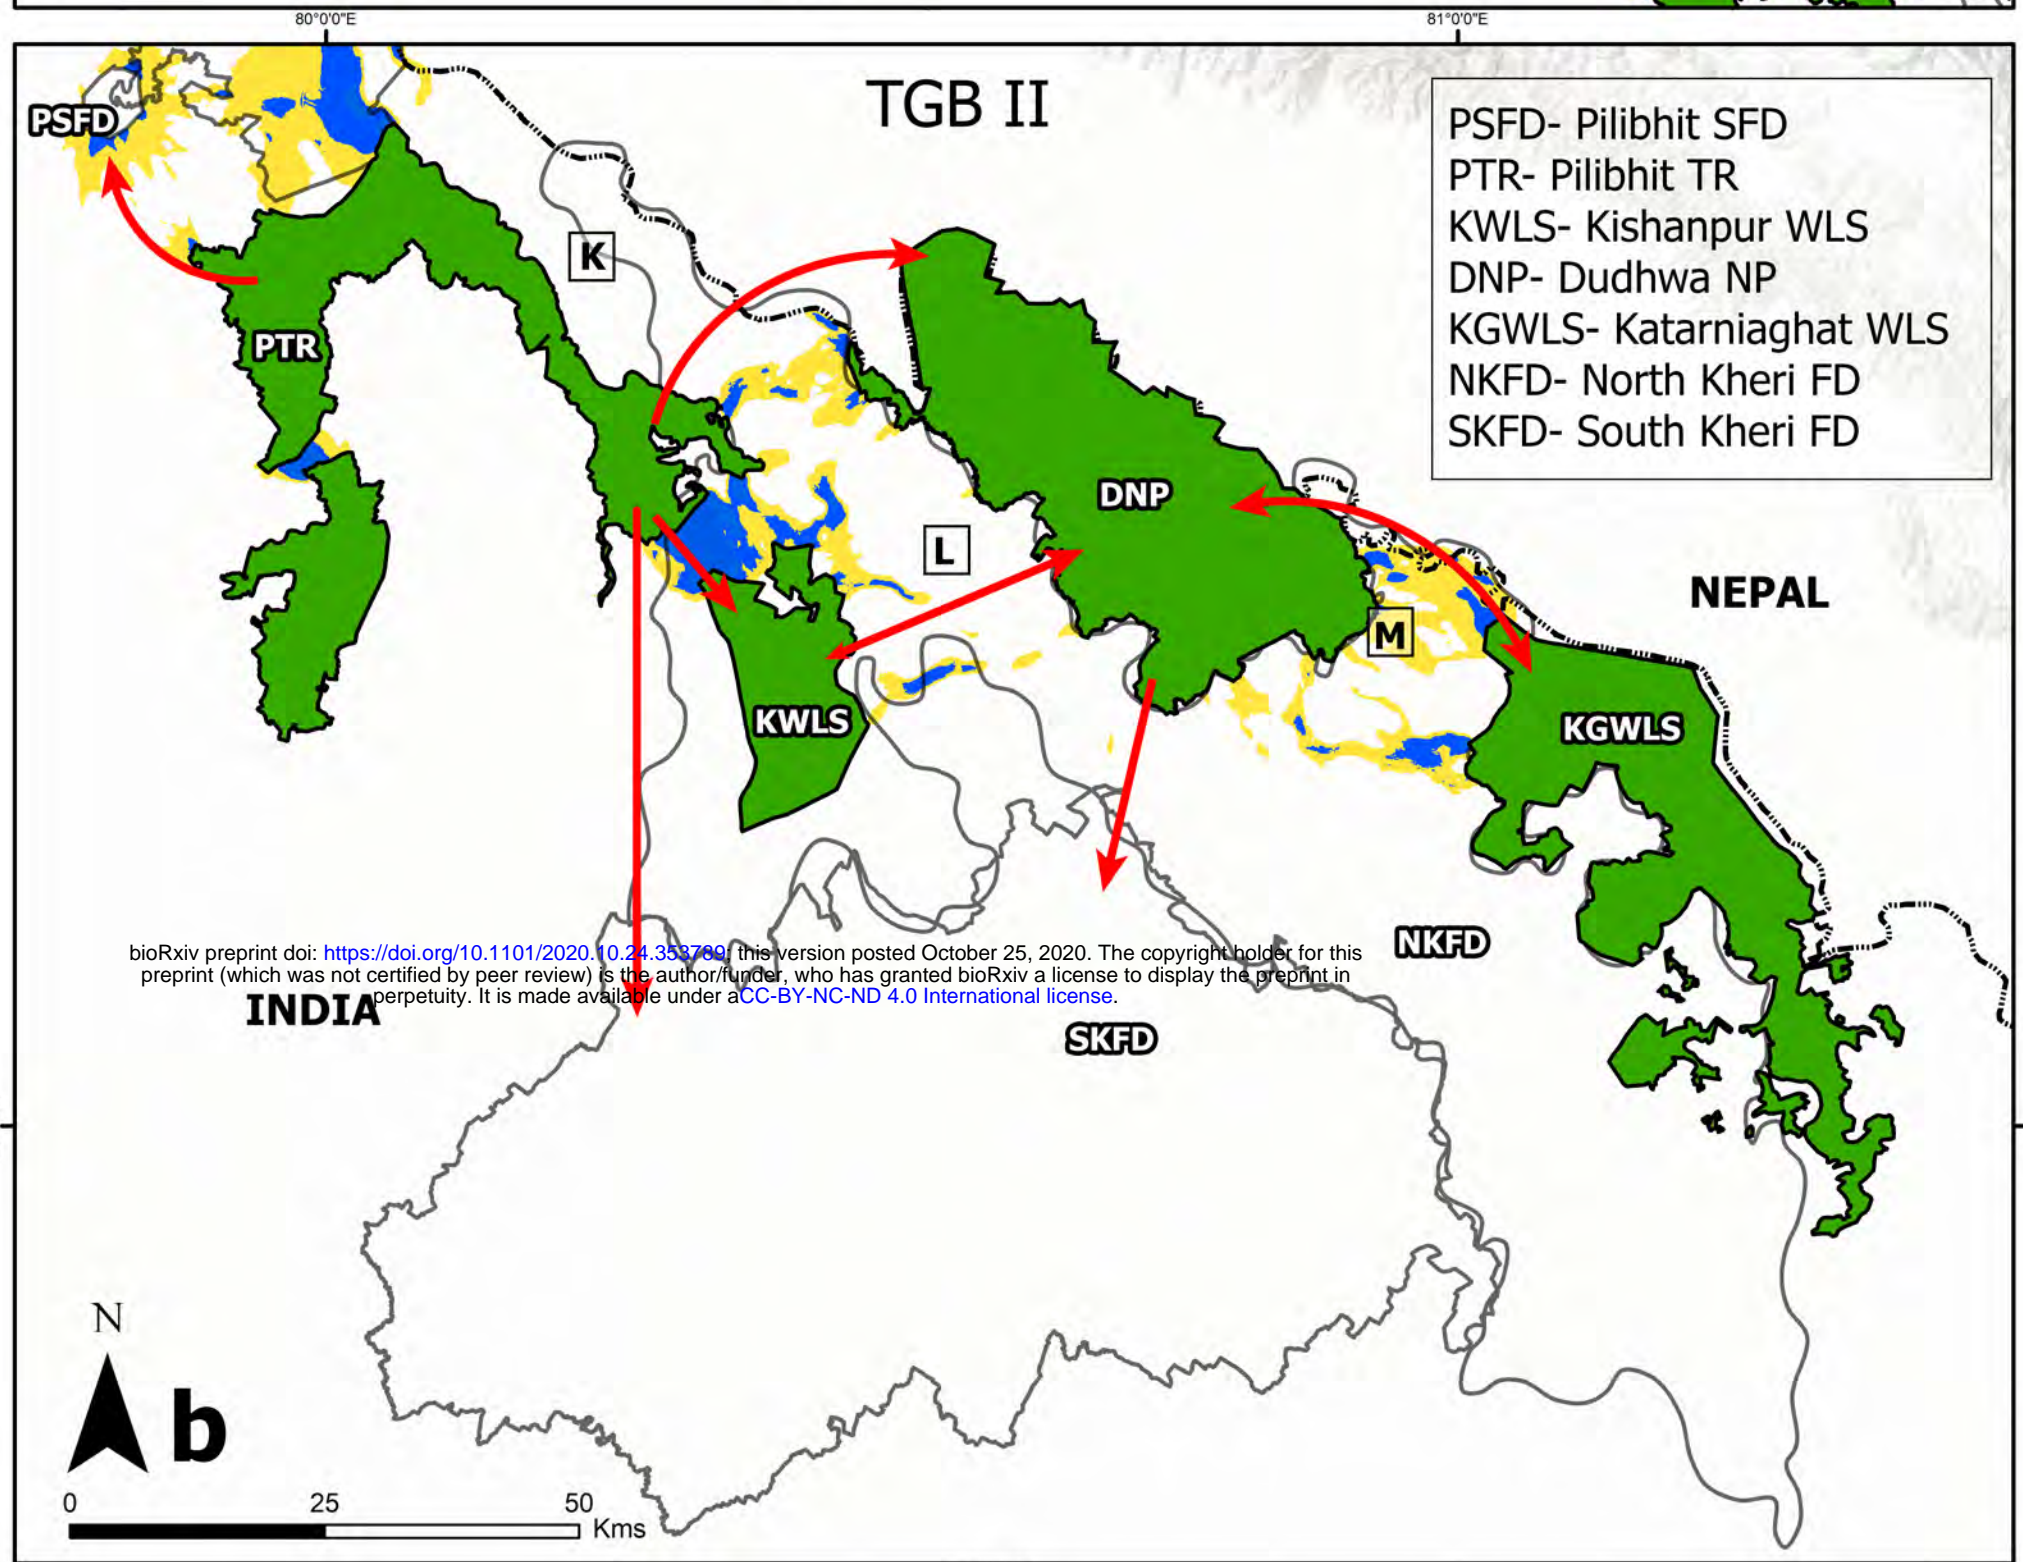 80°0'0"E
81°0'0"E
TGB II
PSFD- Pilibhit SFD
PTR- Pilibhit TR
KWLS- Kishanpur WLS
DNP- Dudhwa NP
KGWLS- Katarniaghat WLS
NKFD- North Kheri FD
SKFD- South Kheri FD
PSFD
K
PTR
DNP
L
NEPAL
M
KWLS
KGWLS
NKFD
bioRxiv preprint doi: https://doi.org/10.1101/2020.10.24.353789; this version posted October 25, 2020. The copyright holder for this
preprint (which was not certified by peer review) is the author/funder, who has granted bioRxiv a license to display the preprint in
perpetuity. It is made available under aCC-BY-NC-ND 4.0 International license.
INDIA
SKFD
N
b
0 25 50
Kms